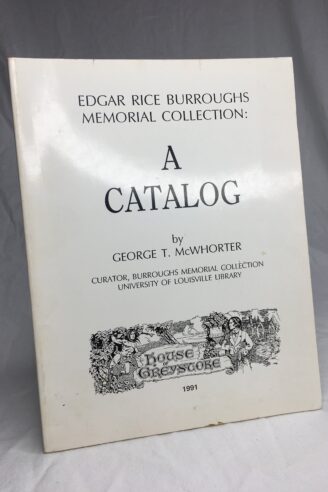 EDGAR RICE BURROUGHS
MEMORIAL COLLECTION:
A
CATALOG
by
GEORGE T. McWHORTER
CURATOR, BURROUGHS MEMORIAL COLLECTION
UNIVERSITY OF LOUISVILLE LIBRARY
HOUSE OF
GREYSTOKE
1991